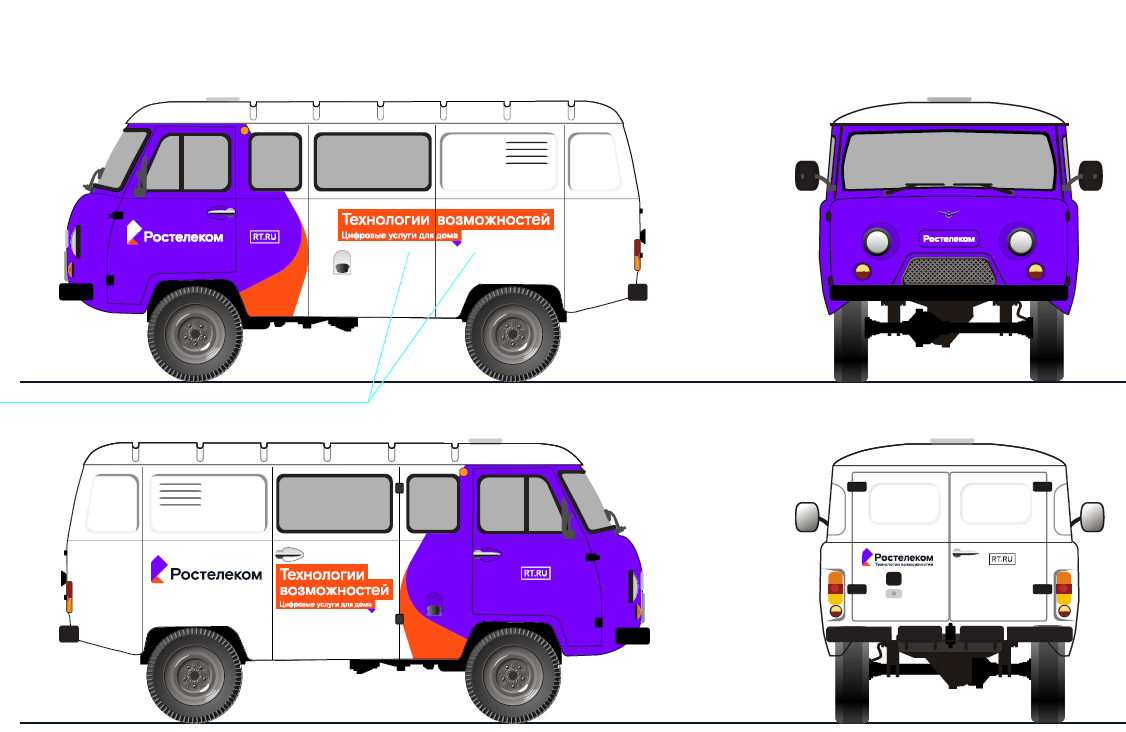 Ростелеком
RT.RU
Технологии возможностей
Цифровые услуги для дома
Ростелеком
Ростелеком
Технологии
возможностей
Цифровые услуги для дома
RT.RU
Ростелеком
Технологии возможностей
RT.RU